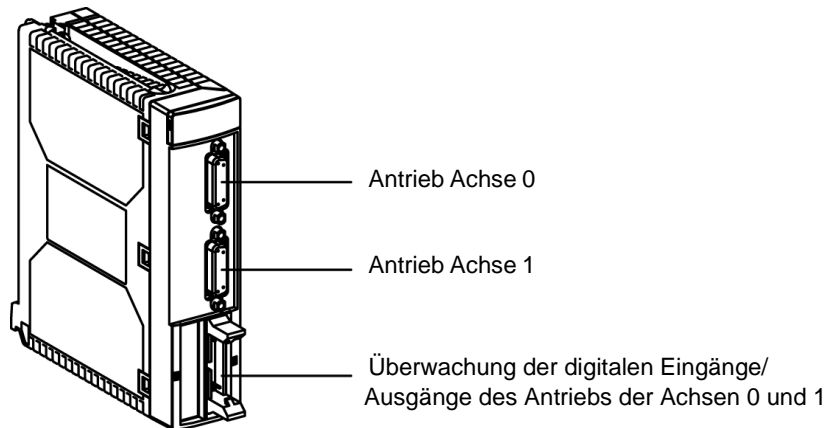 Antrieb Achse 0
Antrieb Achse 1
Überwachung der digitalen Eingänge/
Ausgänge des Antriebs der Achsen 0 und 1